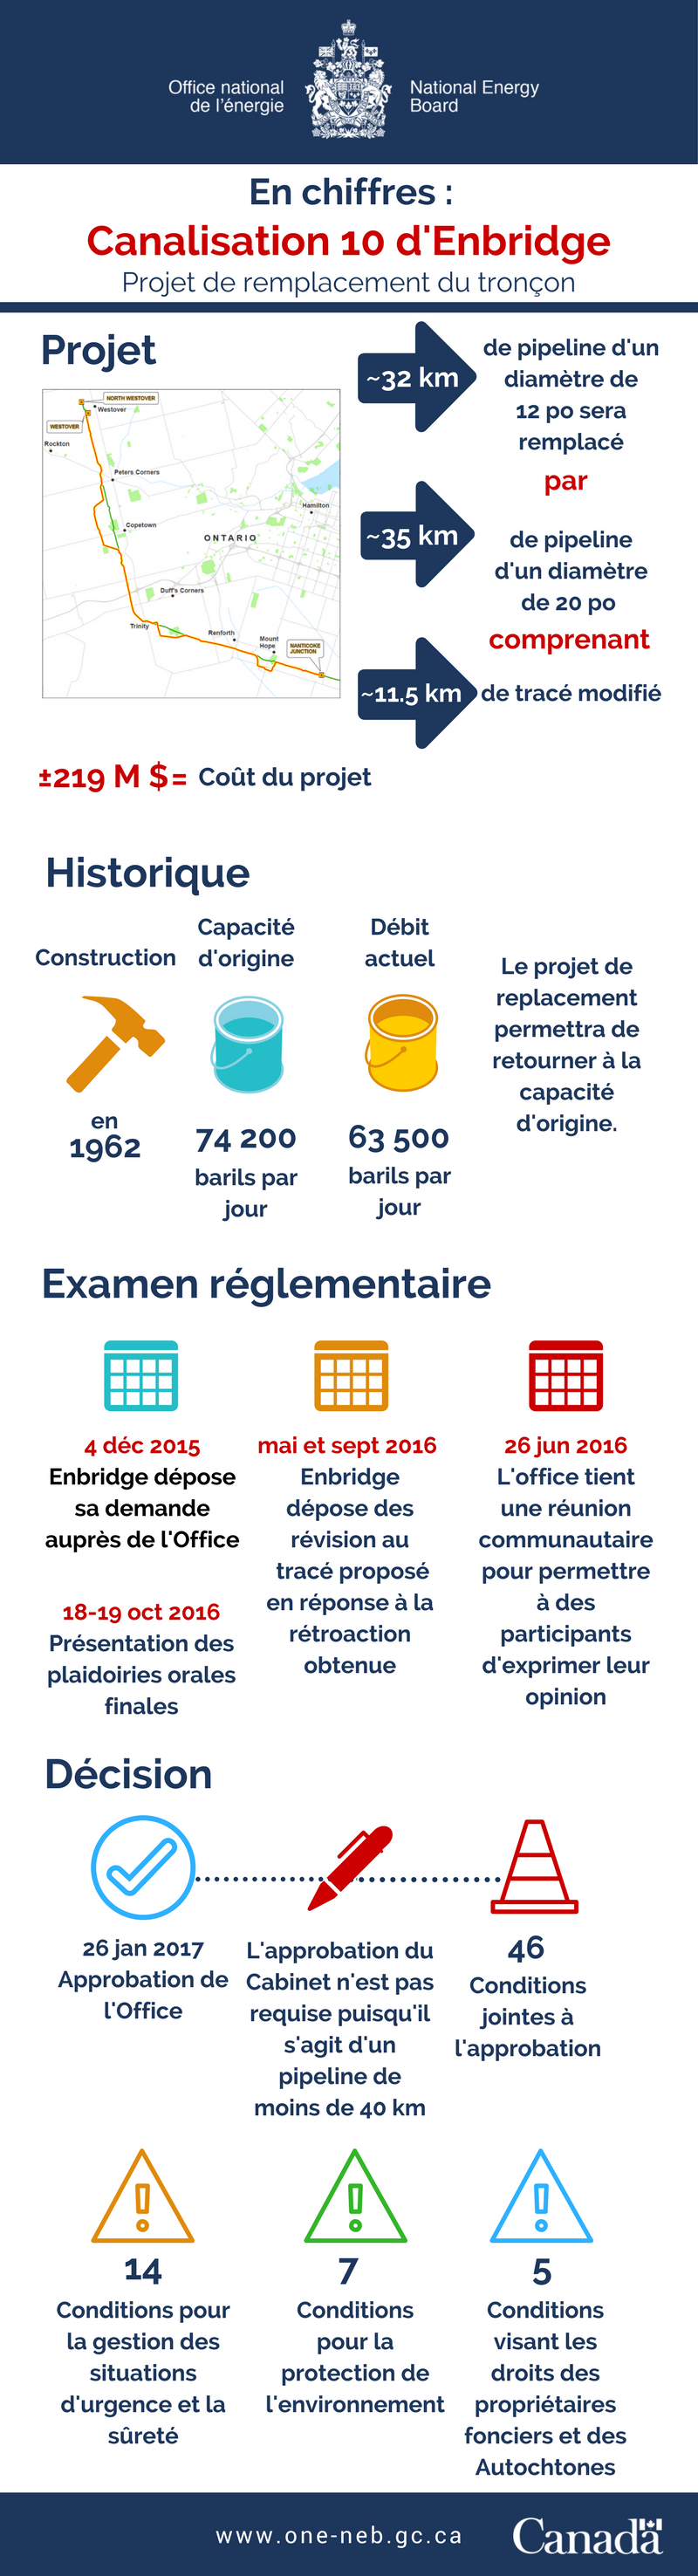 Office national
de l'énergie
National Energy
Board
En chiffres :
Canalisation 10 d'Enbridge
Projet de remplacement du tronçon
Projet
NORTH WESTOVER
Westover
WESTOVER
Rockton
Peters Corners
Copetown
Hamilton
ONTARIO
Duff's Corners
Trinity
Renforth
Mount
Hope
NANTICOKE
JUNCTION
~32 km
de pipeline d'un
diamètre de
12 po sera
remplacé
par
~35 km
de pipeline
d'un diamètre
de 20 po
comprenant
~11.5 km
de tracé modifié
±219 M $= Coût du projet
Historique
Construction
en
1962
Capacité
d'origine
74 200
barils par
jour
Débit
actuel
63 500
barils par
jour
Le projet de
replacement
permettra de
retourner à la
capacité
d'origine.
Examen réglementaire
4 déc 2015
Enbridge dépose
sa demande
auprès de l'Office
18-19 oct 2016
Présentation des
plaidoiries orales
finales
mai et sept 2016
Enbridge
dépose des
révision au
tracé proposé
en réponse à la
rétroaction
obtenue
26 jun 2016
L'office tient
une réunion
communautaire
pour permettre
à des
participants
d'exprimer leur
opinion
Décision
26 jan 2017
Approbation de
l'Office
L'approbation du
Cabinet n'est pas
requise puisqu'il
s'agit d'un
pipeline de
moins de 40 km
46
Conditions
jointes à
l'approbation
14
Conditions pour
la gestion des
situations
d'urgence et la
sûreté
7
Conditions
pour la
protection de
l'environnement
5
Conditions
visant les
droits des
propriétaires
fonciers et des
Autochtones
www.one-neb.gc.ca
Canada